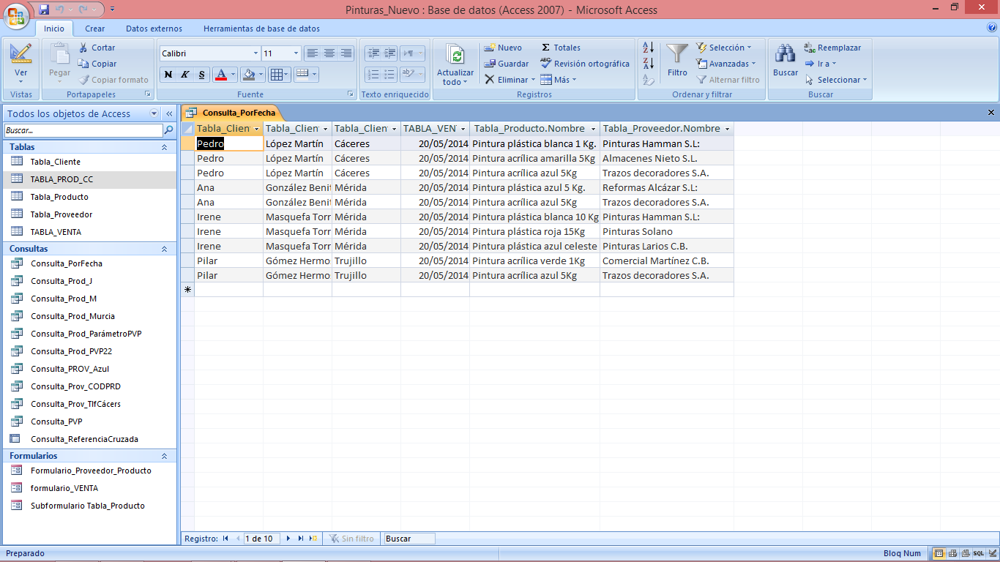 Pinturas_Nuevo : Base de datos (Access 2007) - Microsoft Access
Inicio Crear Datos externos Herramientas de base de datos
Ver
Vistas
Pegar
Cortar
Copiar
Copiar formato
Portapapeles
Calibri 11
N K S A
Fuente
Texto enriquecido
Actualizar todo
Nuevo
Guardar
Eliminar
Totales
Revisión ortográfica
Más
Registros
Filtro
Selección
Avanzadas
Alternar filtro
Ordenar y filtrar
Buscar
Reemplazar
Ir a
Seleccionar
Buscar
Todos los objetos de Access
Buscar...
Tablas
Tabla_Cliente
TABLA_PROD_CC
Tabla_Producto
Tabla_Proveedor
TABLA_VENTA
Consultas
Consulta_PorFecha
Consulta_Prod_J
Consulta_Prod_M
Consulta_Prod_Murcia
Consulta_Prod_ParámetroPVP
Consulta_Prod_PVP22
Consulta_PROV_Azul
Consulta_Prov_CODPRD
Consulta_Prov_TlfCácers
Consulta_PVP
Consulta_ReferenciaCruzada
Formularios
Formulario_Proveedor_Producto
formulario_VENTA
Subformulario Tabla_Producto
Consulta_PorFecha
Tabla_Clien Tabla_Clien Tabla_Clien TABLA_VEN Tabla_Producto.Nombre Tabla_Proveedor.Nombre
Pedro López Martín Cáceres 20/05/2014 Pintura plástica blanca 1 Kg. Pinturas Hamman S.L:
Pedro López Martín Cáceres 20/05/2014 Pintura acrílica amarilla 5Kg Almacenes Nieto S.L.
Pedro López Martín Cáceres 20/05/2014 Pintura acrílica azul 5Kg Trazos decoradores S.A.
Ana González Benit Mérida 20/05/2014 Pintura plástica azul 5 Kg. Reformas Alcázar S.L:
Ana González Benit Mérida 20/05/2014 Pintura acrílica azul 5Kg Trazos decoradores S.A.
Irene Masquefa Torr Mérida 20/05/2014 Pintura plástica blanca 10 Kg Pinturas Hamman S.L:
Irene Masquefa Torr Mérida 20/05/2014 Pintura plástica roja 15Kg Pinturas Solano
Irene Masquefa Torr Mérida 20/05/2014 Pintura plástica azul celeste Pinturas Larios C.B.
Pilar Gómez Hermo Trujillo 20/05/2014 Pintura acrílica verde 1Kg Comercial Martínez C.B.
Pilar Gómez Hermo Trujillo 20/05/2014 Pintura acrílica azul 5Kg Trazos decoradores S.A.
Registro: 1 de 10 Sin filtro Buscar
Preparado Bloq Num SQL